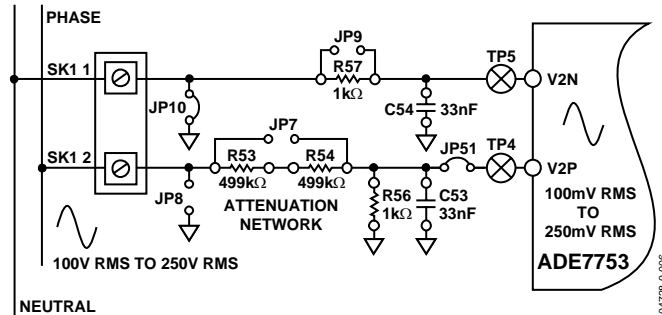 PHASE
SK1 1
JP10
JP9
R57
1kΩ
C54
33nF
TP5
V2N
SK1 2
JP8
JP7
R53
499kΩ
R54
499kΩ
ATTENUATION
NETWORK
R56
1kΩ
C53
33nF
JP51
TP4
V2P
100mV RMS
TO
250mV RMS
ADE7753
100V RMS TO 250V RMS
NEUTRAL